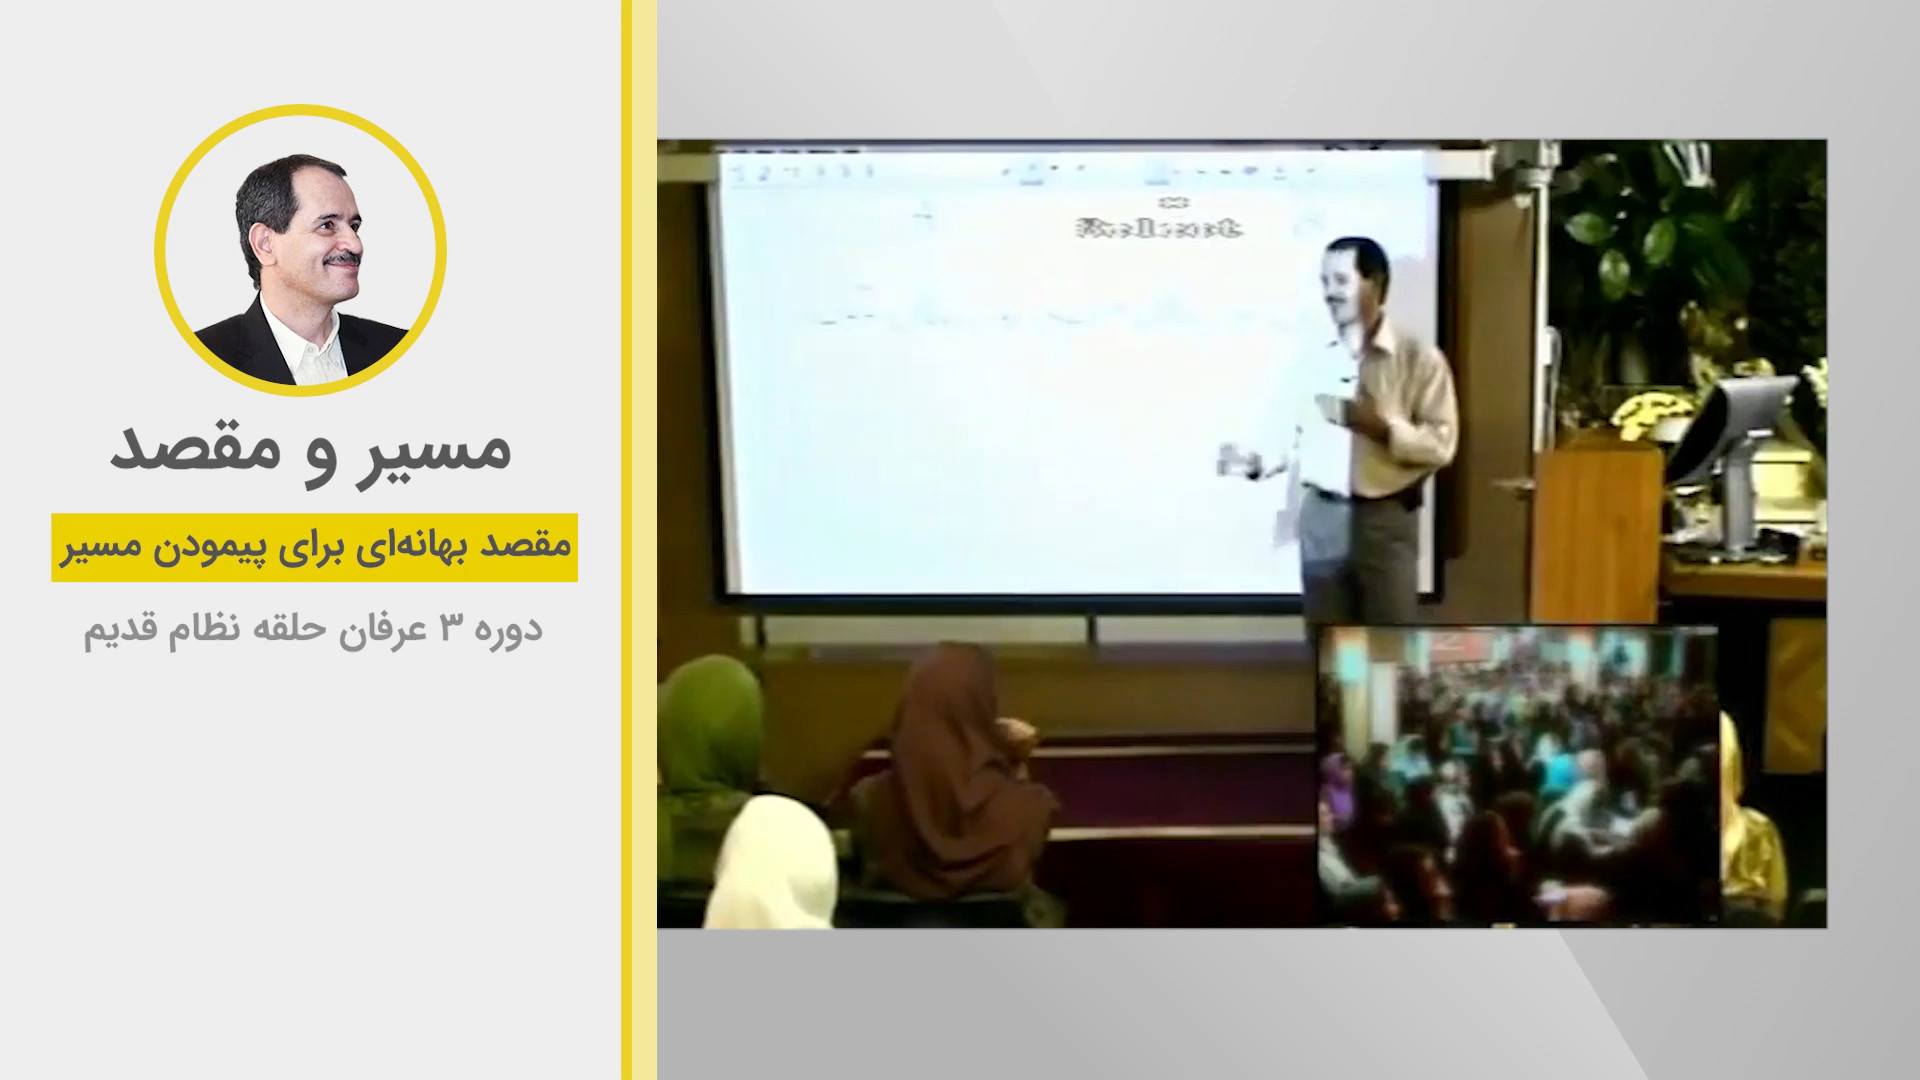 مسیر و مقصد
مقصد بهانه‌ای برای پیمودن مسیر
دوره ۳ عرفان حلقه نظام قدیم